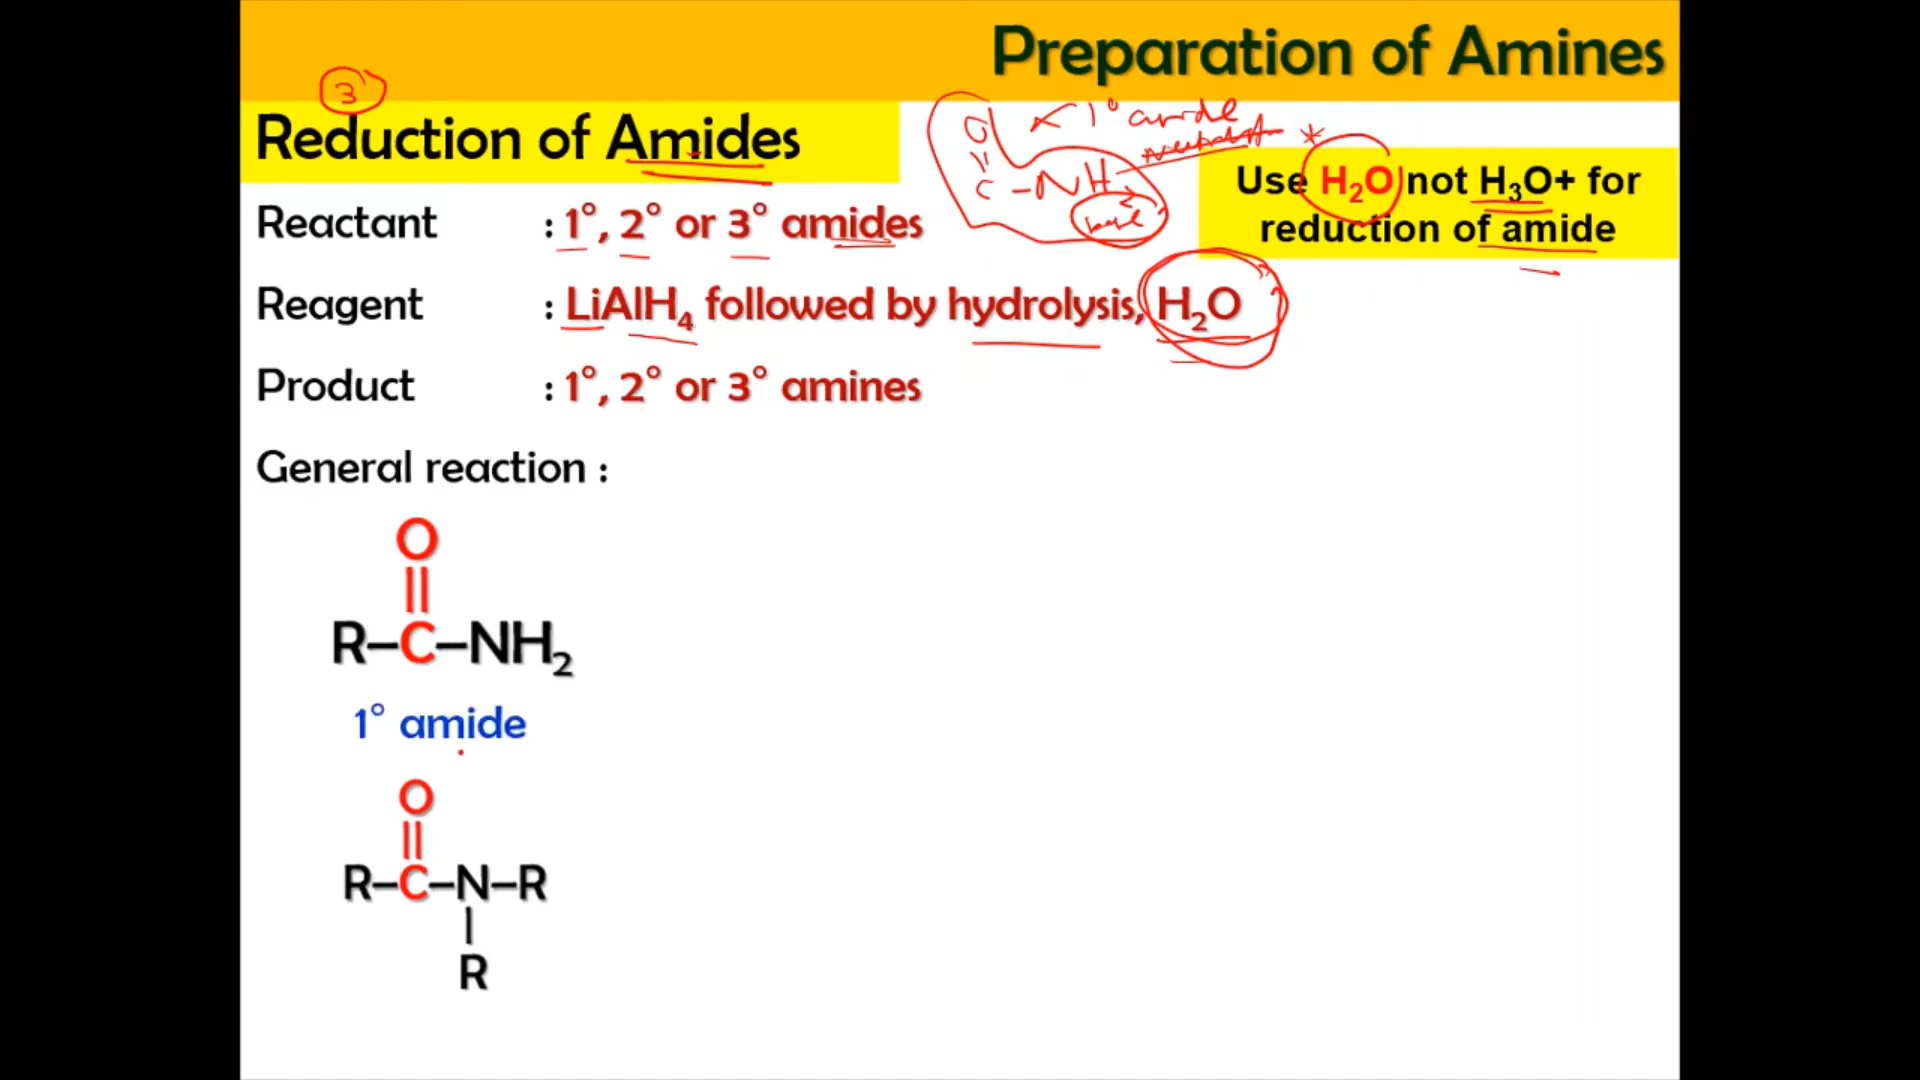 Preparation of Amines
3
Reduction of Amides
O
1° amide
C-NH2
base
Use H₂O not H₃O+ for
reduction of amide
Reactant : 1°, 2° or 3° amides
Reagent : LiAlH₄ followed by hydrolysis, H₂O
Product : 1°, 2° or 3° amines
General reaction :
O
R–C–NH₂
1° amide
O
R–C–N–R
R